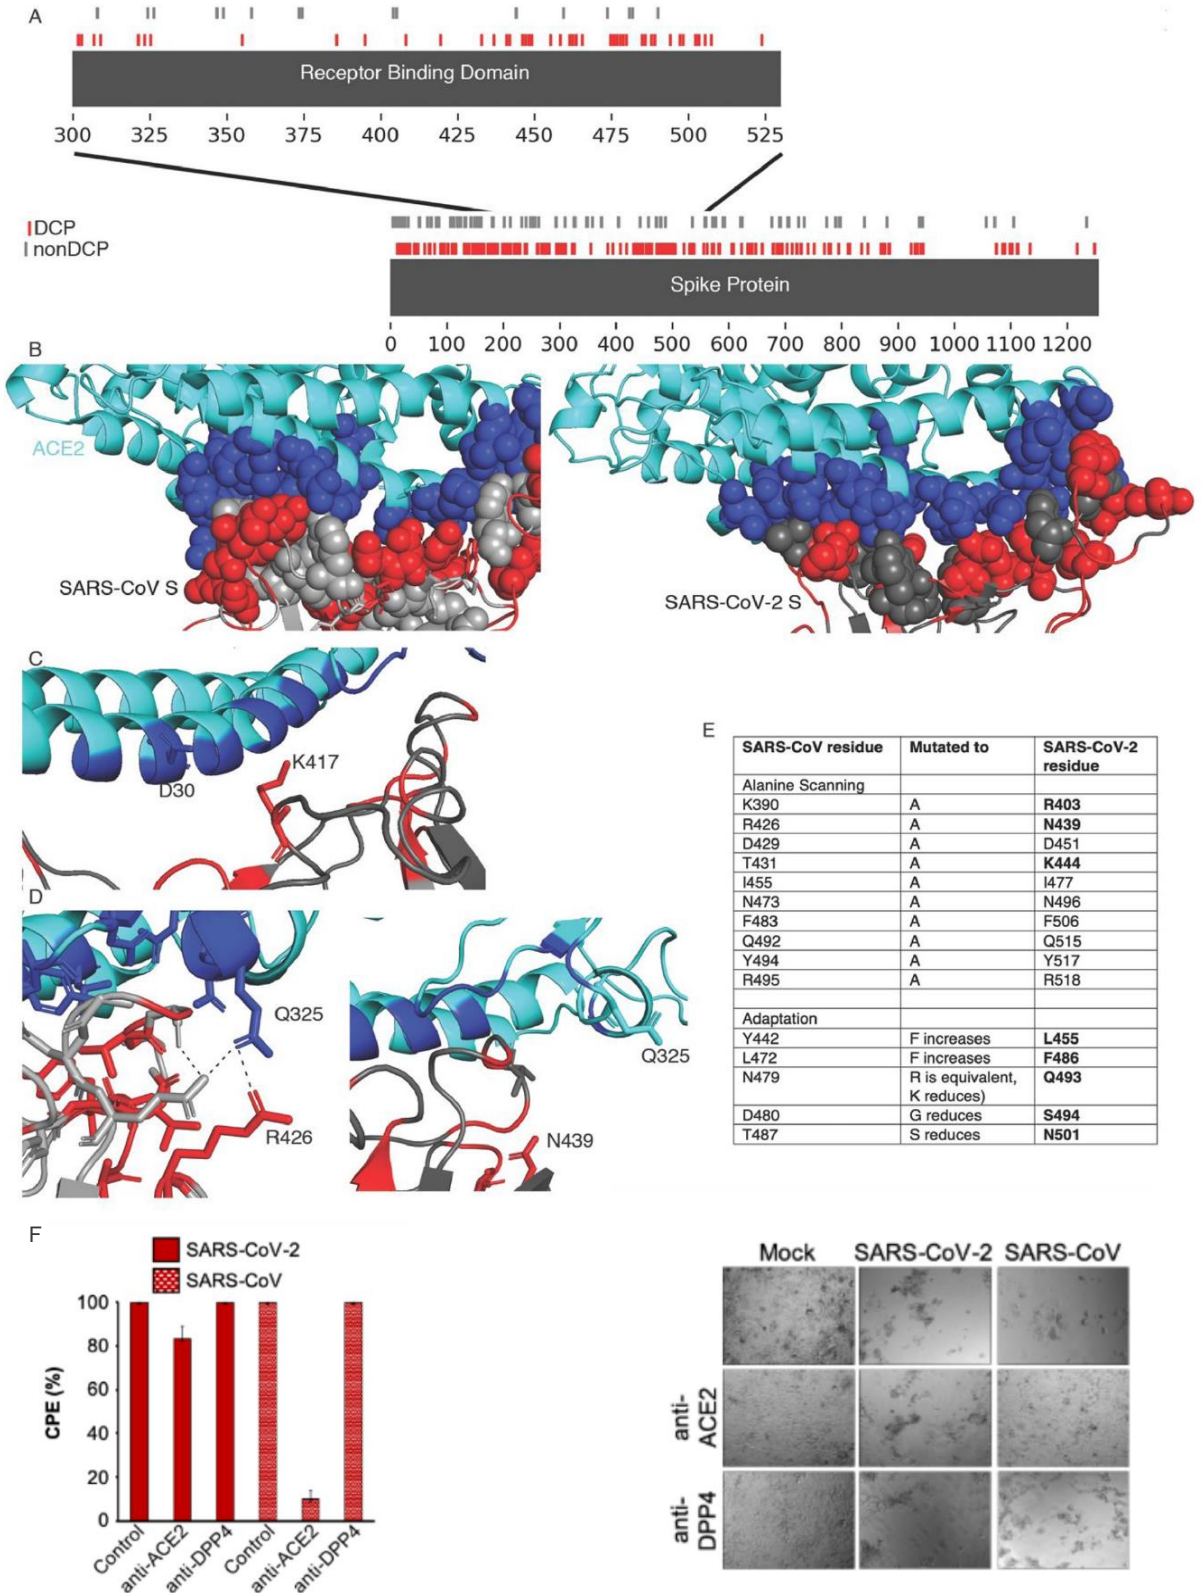 A
Receptor Binding Domain
300 325 350 375 400 425 450 475 500 525
DCP
nonDCP
Spike Protein
0 100 200 300 400 500 600 700 800 900 1000 1100 1200
B
ACE2
SARS-CoV S
SARS-CoV-2 S
C
K417
D30
D
Q325
R426
Q325
N439
E
SARS-CoV residue Mutated to SARS-CoV-2 residue
Alanine Scanning
K390 A R403
R426 A N439
D429 A D451
T431 A K444
I455 A I477
N473 A N496
F483 A F506
Q492 A Q515
Y494 A Y517
R495 A R518
Adaptation
Y442 F increases L455
L472 F increases F486
N479 R is equivalent, K reduces) Q493
D480 G reduces S494
T487 S reduces N501
F
SARS-CoV-2
SARS-CoV
CPE (%)
100
80
60
40
20
0
Control anti-ACE2 anti-DPP4 Control anti-ACE2 anti-DPP4
Mock SARS-CoV-2 SARS-CoV
anti-
ACE2
anti-
DPP4